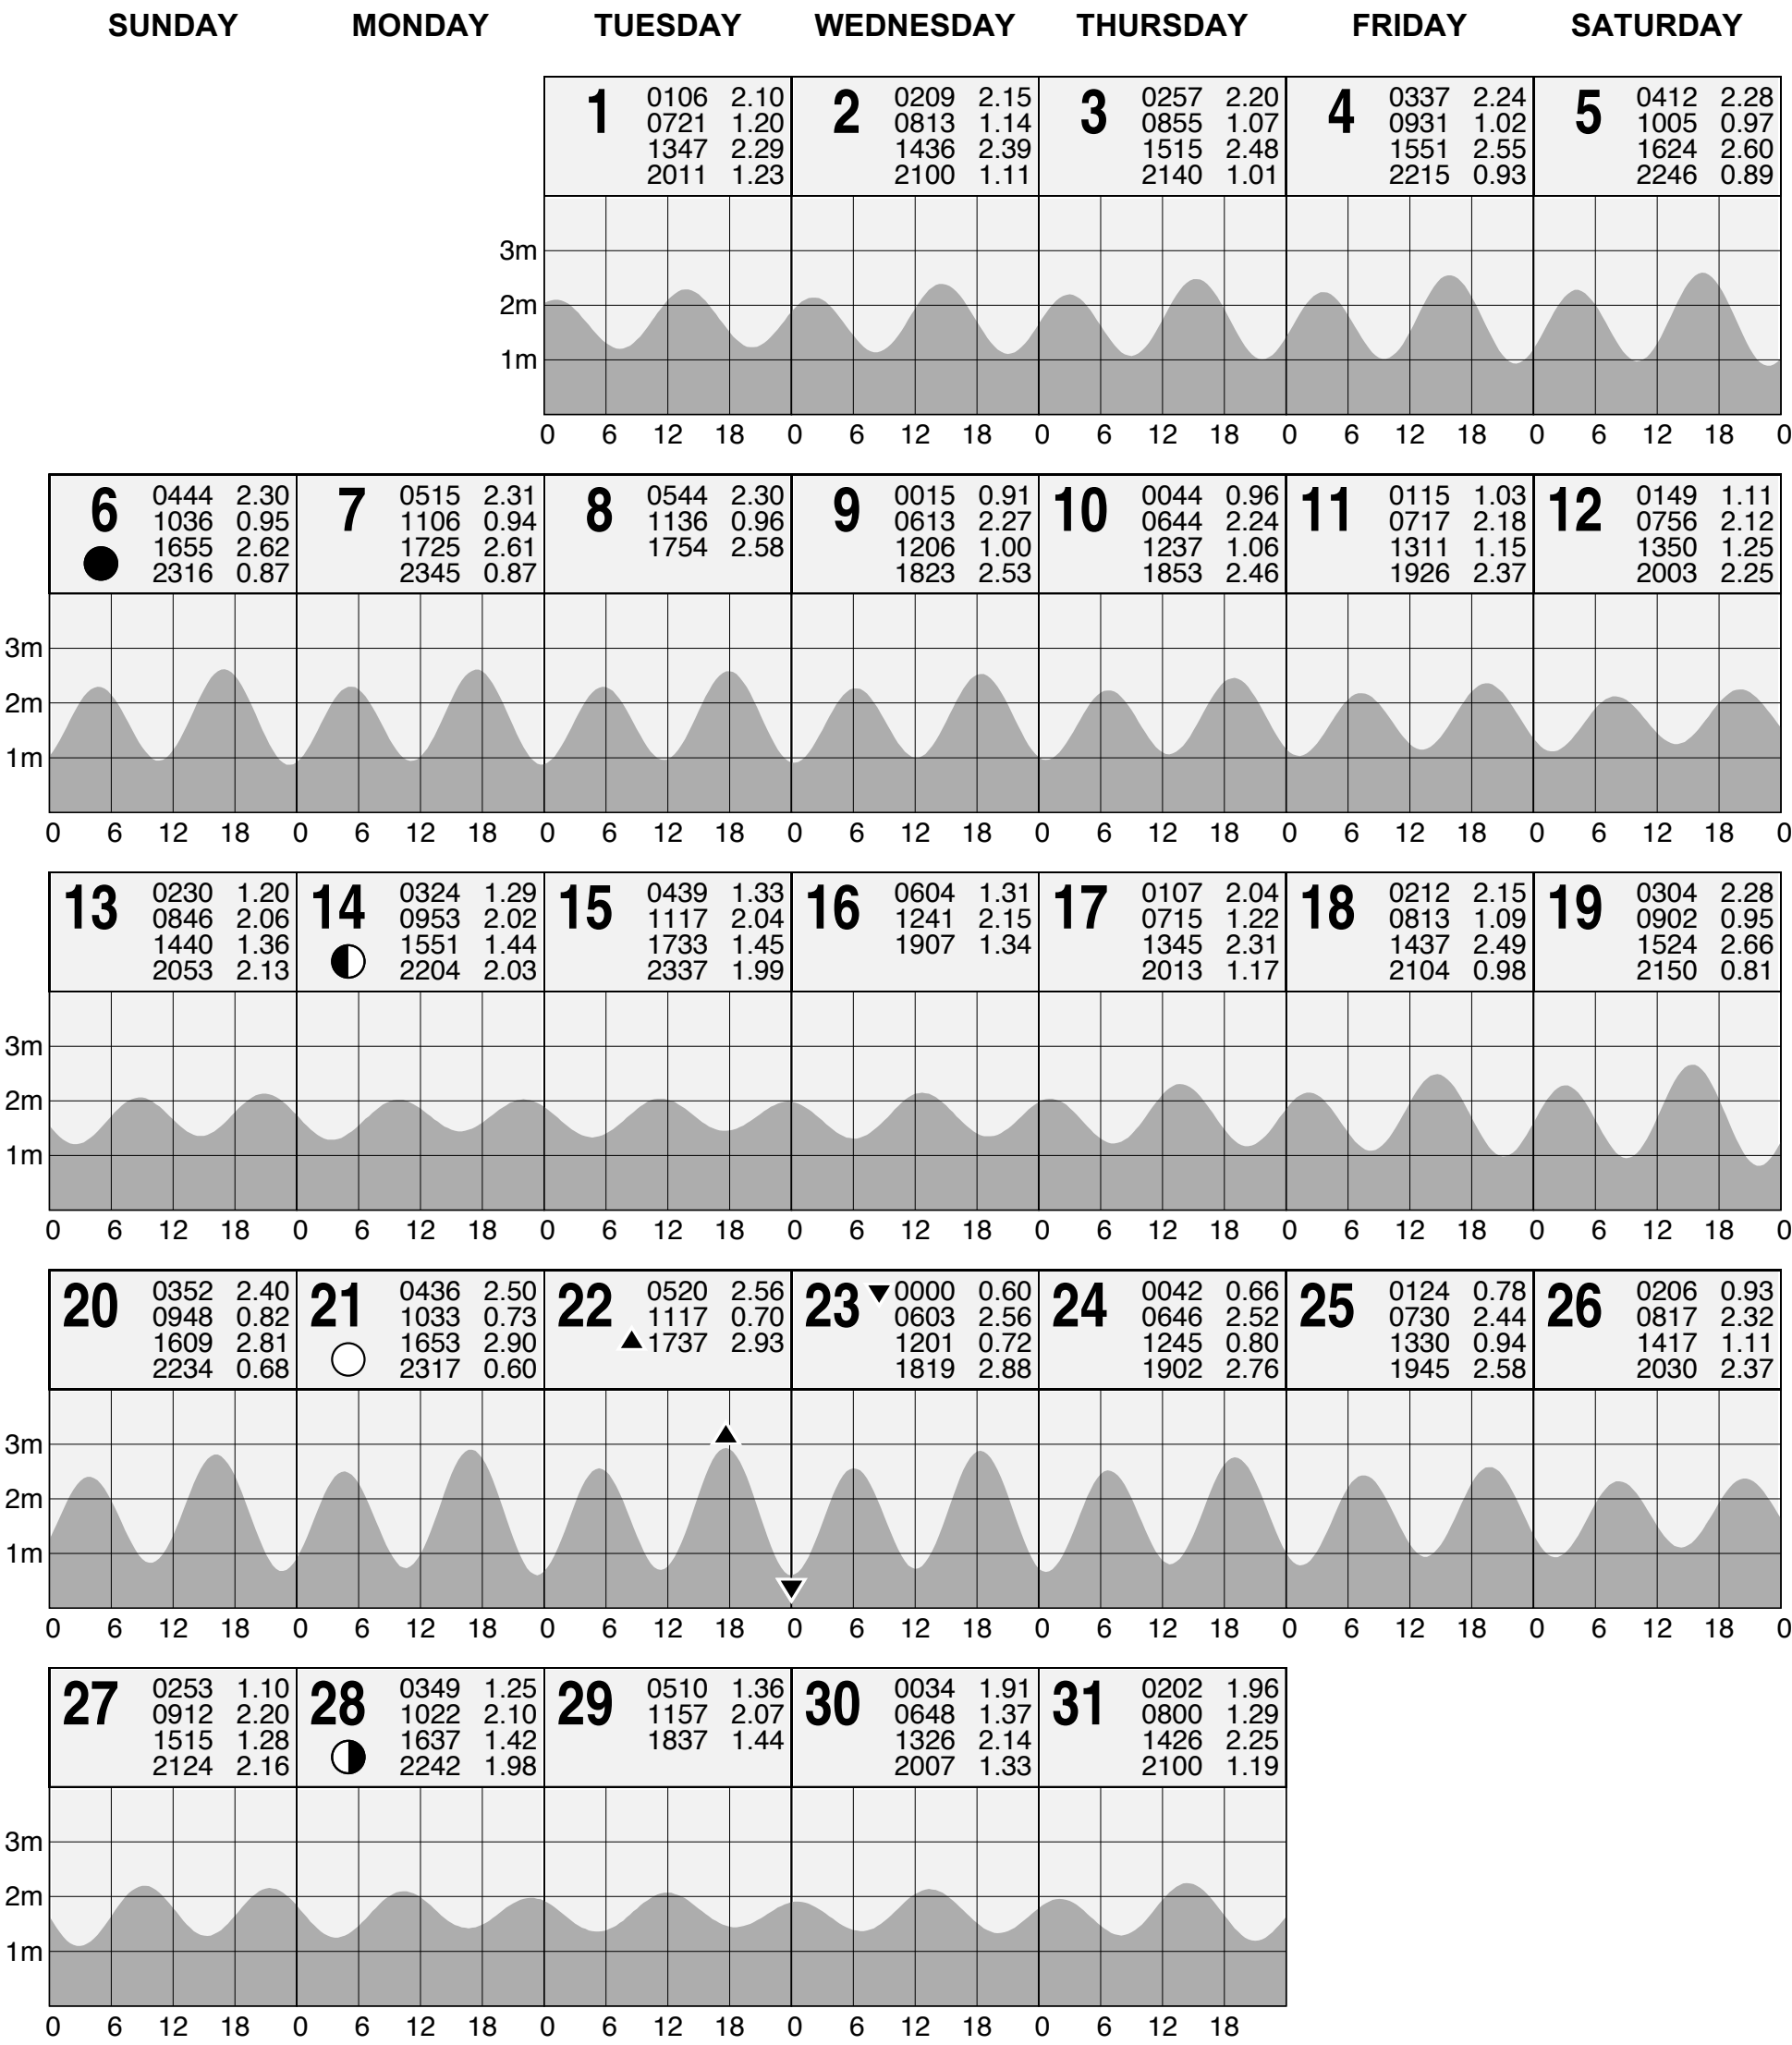 SUNDAY MONDAY TUESDAY WEDNESDAY THURSDAY FRIDAY SATURDAY
1 0106 2.10
0721 1.20
1347 2.29
2011 1.23
2 0209 2.15
0813 1.14
1436 2.39
2100 1.11
3 0257 2.20
0855 1.07
1515 2.48
2140 1.01
4 0337 2.24
0931 1.02
1551 2.55
2215 0.93
5 0412 2.28
1005 0.97
1624 2.60
2246 0.89
3m
2m
1m
0 6 12 18 0 6 12 18 0 6 12 18 0 6 12 18 0 6 12 18 0
6 0444 2.30
1036 0.95
1655 2.62
2316 0.87
7 0515 2.31
1106 0.94
1725 2.61
2345 0.87
8 0544 2.30
1136 0.96
1754 2.58
9 0015 0.91
0613 2.27
1206 1.00
1823 2.53
10 0044 0.96
0644 2.24
1237 1.06
1853 2.46
11 0115 1.03
0717 2.18
1311 1.15
1926 2.37
12 0149 1.11
0756 2.12
1350 1.25
2003 2.25
3m
2m
1m
0 6 12 18 0 6 12 18 0 6 12 18 0 6 12 18 0 6 12 18 0 6 12 18 0 6 12 18 0
13 0230 1.20
0846 2.06
1440 1.36
2053 2.13
14 0324 1.29
0953 2.02
1551 1.44
2204 2.03
15 0439 1.33
1117 2.04
1733 1.45
2337 1.99
16 0604 1.31
1241 2.15
1907 1.34
17 0107 2.04
0715 1.22
1345 2.31
2013 1.17
18 0212 2.15
0813 1.09
1437 2.49
2104 0.98
19 0304 2.28
0902 0.95
1524 2.66
2150 0.81
3m
2m
1m
0 6 12 18 0 6 12 18 0 6 12 18 0 6 12 18 0 6 12 18 0 6 12 18 0 6 12 18 0
20 0352 2.40
0948 0.82
1609 2.81
2234 0.68
21 0436 2.50
1033 0.73
1653 2.90
2317 0.60
22 0520 2.56
1117 0.70
1737 2.93
23 0000 0.60
0603 2.56
1201 0.72
1819 2.88
24 0042 0.66
0646 2.52
1245 0.80
1902 2.76
25 0124 0.78
0730 2.44
1330 0.94
1945 2.58
26 0206 0.93
0817 2.32
1417 1.11
2030 2.37
3m
2m
1m
0 6 12 18 0 6 12 18 0 6 12 18 0 6 12 18 0 6 12 18 0 6 12 18 0 6 12 18 0
27 0253 1.10
0912 2.20
1515 1.28
2124 2.16
28 0349 1.25
1022 2.10
1637 1.42
2242 1.98
29 0510 1.36
1157 2.07
1837 1.44
30 0034 1.91
0648 1.37
1326 2.14
2007 1.33
31 0202 1.96
0800 1.29
1426 2.25
2100 1.19
3m
2m
1m
0 6 12 18 0 6 12 18 0 6 12 18 0 6 12 18 0 6 12 18